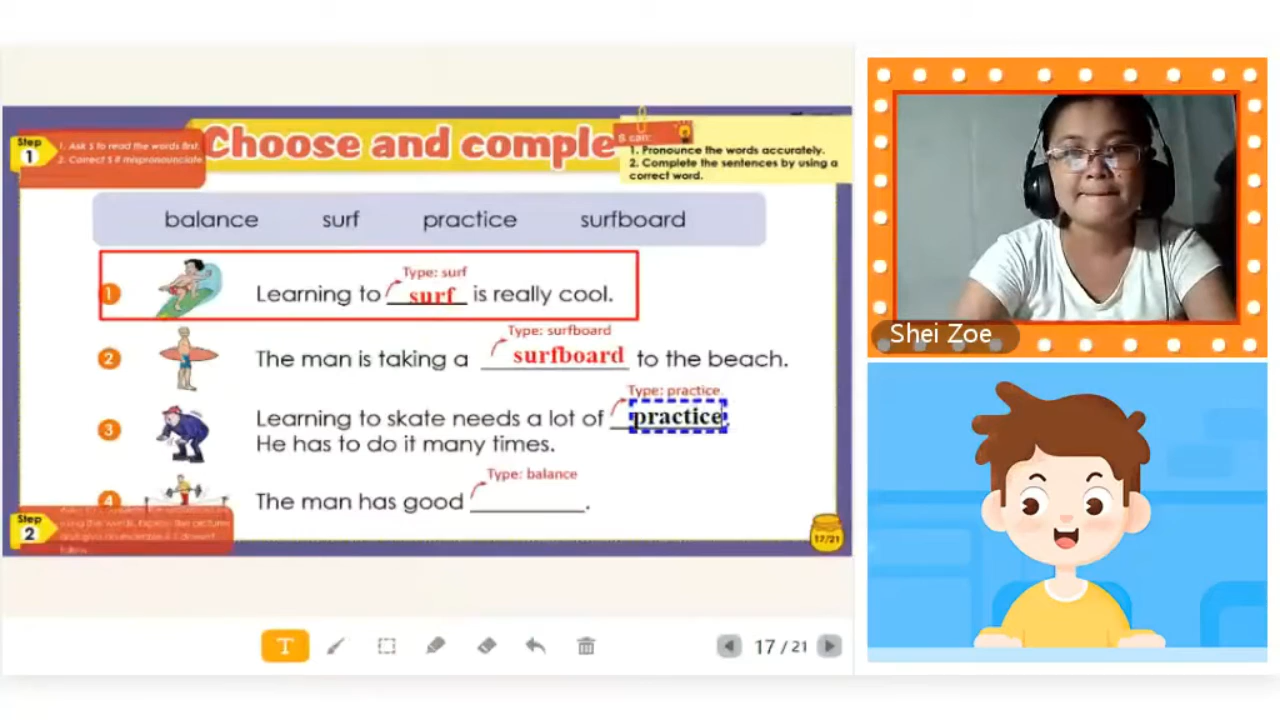 Step
1
1. Ask S to read the words first.
2. Correct S if mispronounciate.
Choose and comple
S can:
1. Pronounce the words accurately.
2. Complete the sentences by using a
correct word.
balance surf practice surfboard
Type: surf
1 Learning to surf is really cool.
Type: surfboard
2 The man is taking a surfboard to the beach.
Type: practice
3 Learning to skate needs a lot of practice.
He has to do it many times.
Type: balance
4 The man has good ________.
Step
2
using the words.
17/21
T
17 / 21
Shei Zoe